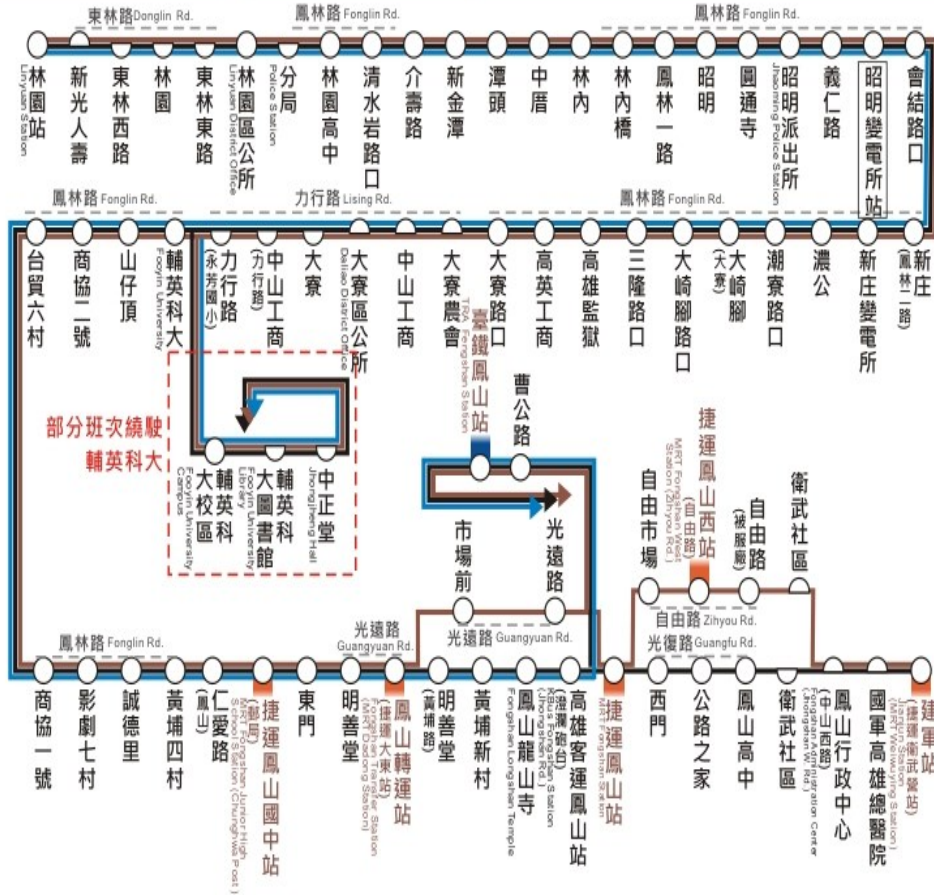 東林路Donglin Rd.
鳳林路 Fonglin Rd.
鳳林路 Fonglin Rd.
林園站
Linyuan Station
新光人壽
東林西路
林園
東林東路
林園區公所
Linyuan District Office
分局
Police Station
林園高中
清水岩路口
介壽路
新金潭
潭頭
中厝
林內
林內橋
鳳林一路
昭明
圓通寺
昭明派出所
Jhaoming Police Station
義仁路
昭明變電所站
會結路口
鳳林路 Fonglin Rd.
力行路 Lising Rd.
鳳林路 Fonglin Rd.
台貿六村
商協二號
山仔頂
輔英科大
Fooyin University
力行路
(永芳國小)
中山工商
(力行路)
大寮
大寮區公所
Daliao District Office
中山工商
大寮農會
大寮路口
高英工商
高雄監獄
三隆路口
大崎腳路口
大崎腳
(大寮)
潮寮路口
濃公
新庄變電所
新庄
(鳳林二路)
部分班次繞駛
輔英科大
輔英科大校區
Fooyin University
Campus
輔英科大圖書館
Fooyin University
Library
中正堂
Jhongjheng Hall
臺鐵鳳山站
TRA Fengshan Station
曹公路
市場前
光遠路
自由市場
捷運鳳山西站
(自由路)
MRT Fongshan West
Station (Zihyou Rd.)
自由路
(被服廠)
衛武社區
自由路 Zihyou Rd.
光復路 Guangfu Rd.
鳳林路 Fonglin Rd.
光遠路
Guangyuan Rd.
光遠路 Guangyuan Rd.
商協一號
影劇七村
誠德里
黃埔四村
仁愛路
(鳳山)
捷運鳳山國中站
(郵局)
MRT Fongshan Junior High
School Station (Chunghwa Post)
東門
明善堂
鳳山轉運站
(捷運大東站)
Fongshan Transfer Station
(MRT Dadong Station)
明善堂
(黃埔路)
黃埔新村
鳳山龍山寺
Fongshan Longshan Temple
高雄客運鳳山站
(澄瀾砲台)
KBus Fongshan Station
(Jhongshan Rd.)
捷運鳳山站
MRT Fongshan Station
西門
公路之家
鳳山高中
衛武社區
鳳山行政中心
(中山西路)
Fongshan Administration Center
(Jhongshan W. Rd.)
國軍高雄總醫院
建軍站
(捷運衛武營站)
Jianjun Station
(MRT Weiwuying Station)